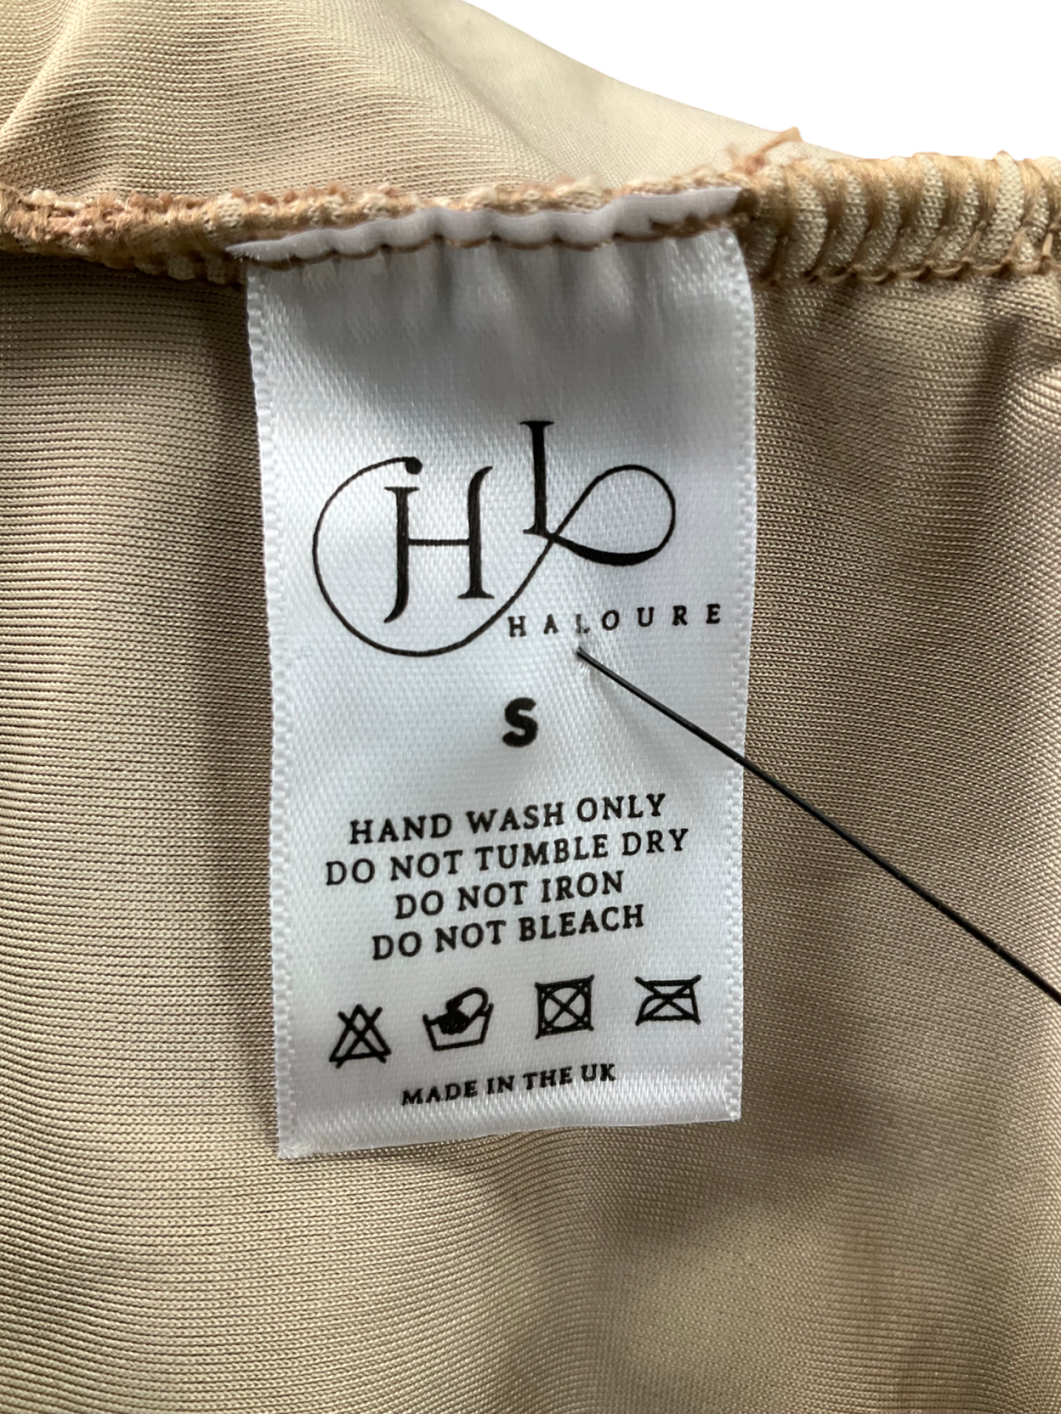 HL
HALOURE
S
HAND WASH ONLY
DO NOT TUMBLE DRY
DO NOT IRON
DO NOT BLEACH
MADE IN THE UK